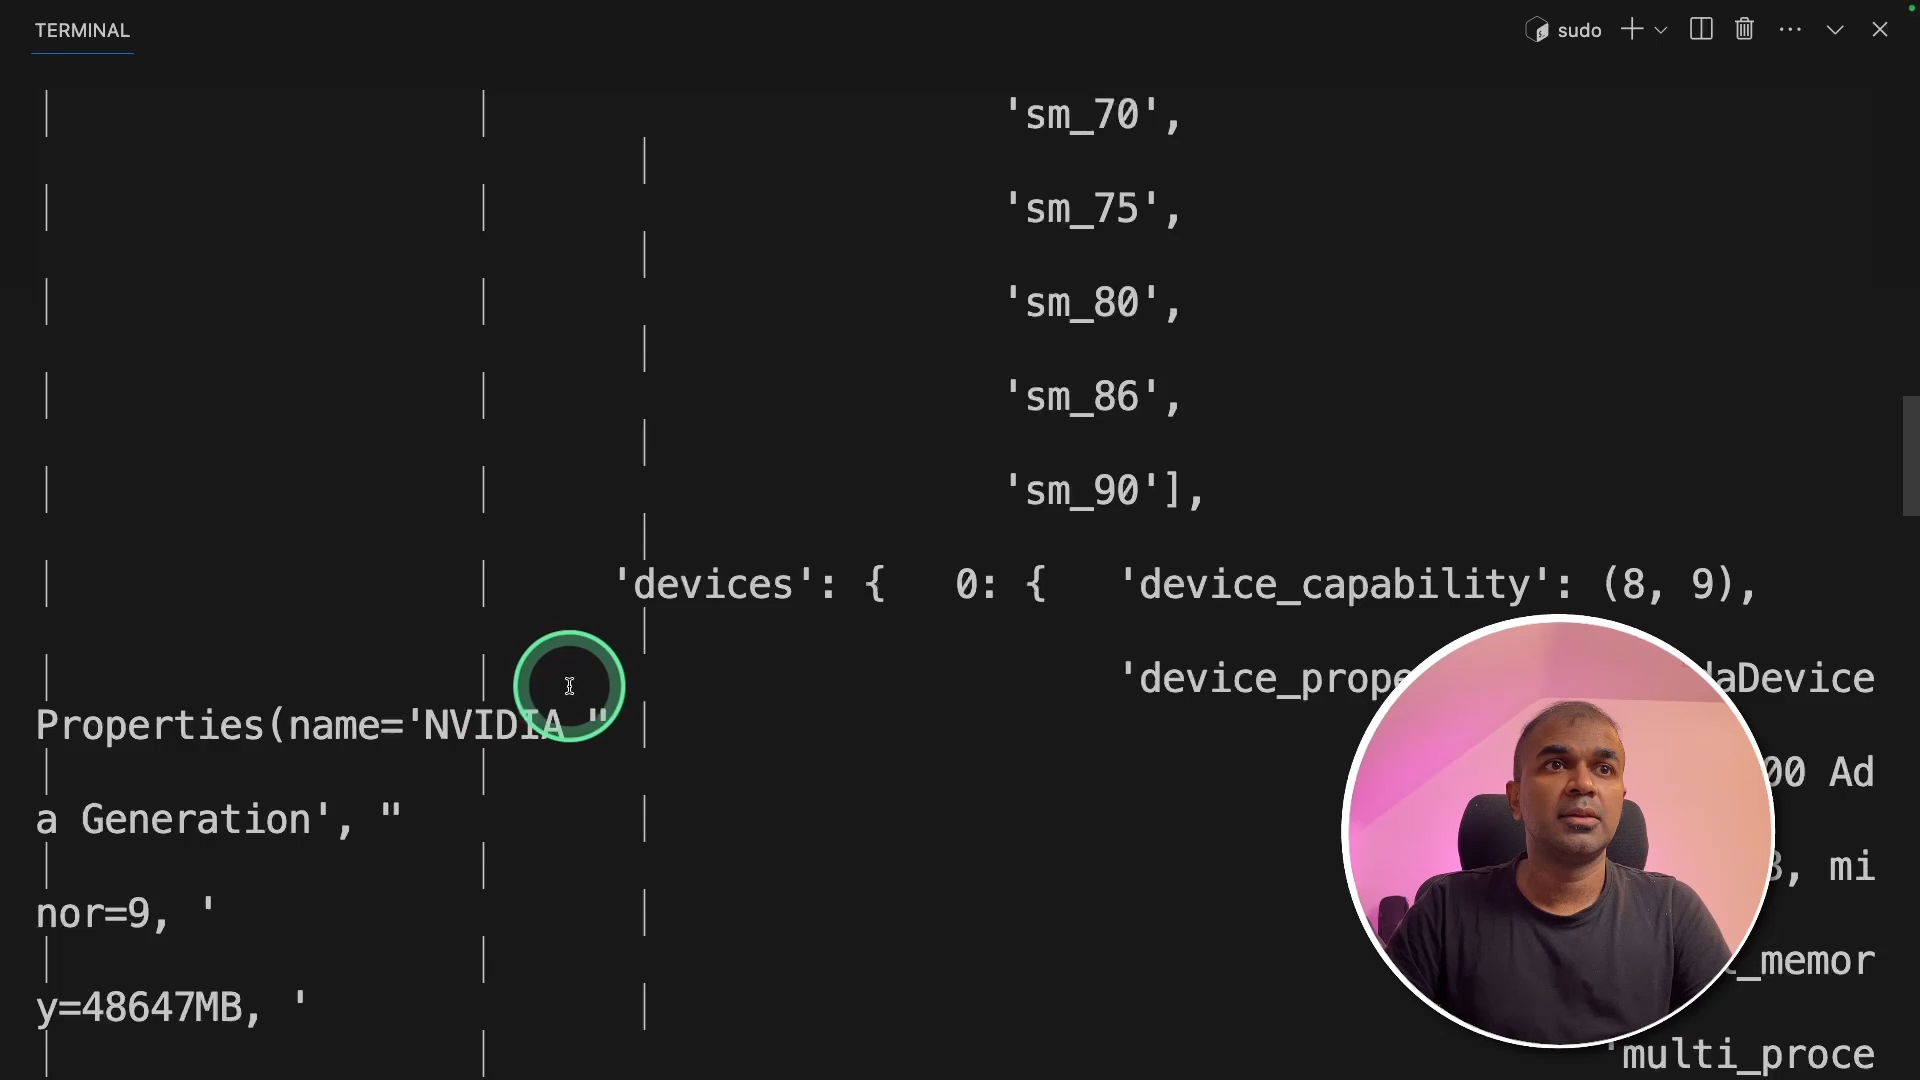 TERMINAL
sudo
'sm_70',
'sm_75',
'sm_80',
'sm_86',
'sm_90'],
'devices': { 0: { 'device_capability': (8, 9),
'device_prope aDevice
Properties(name='NVIDIA "
00 Ad
a Generation', "
, mi
nor=9, '
_memor
y=48647MB, '
'multi_proce